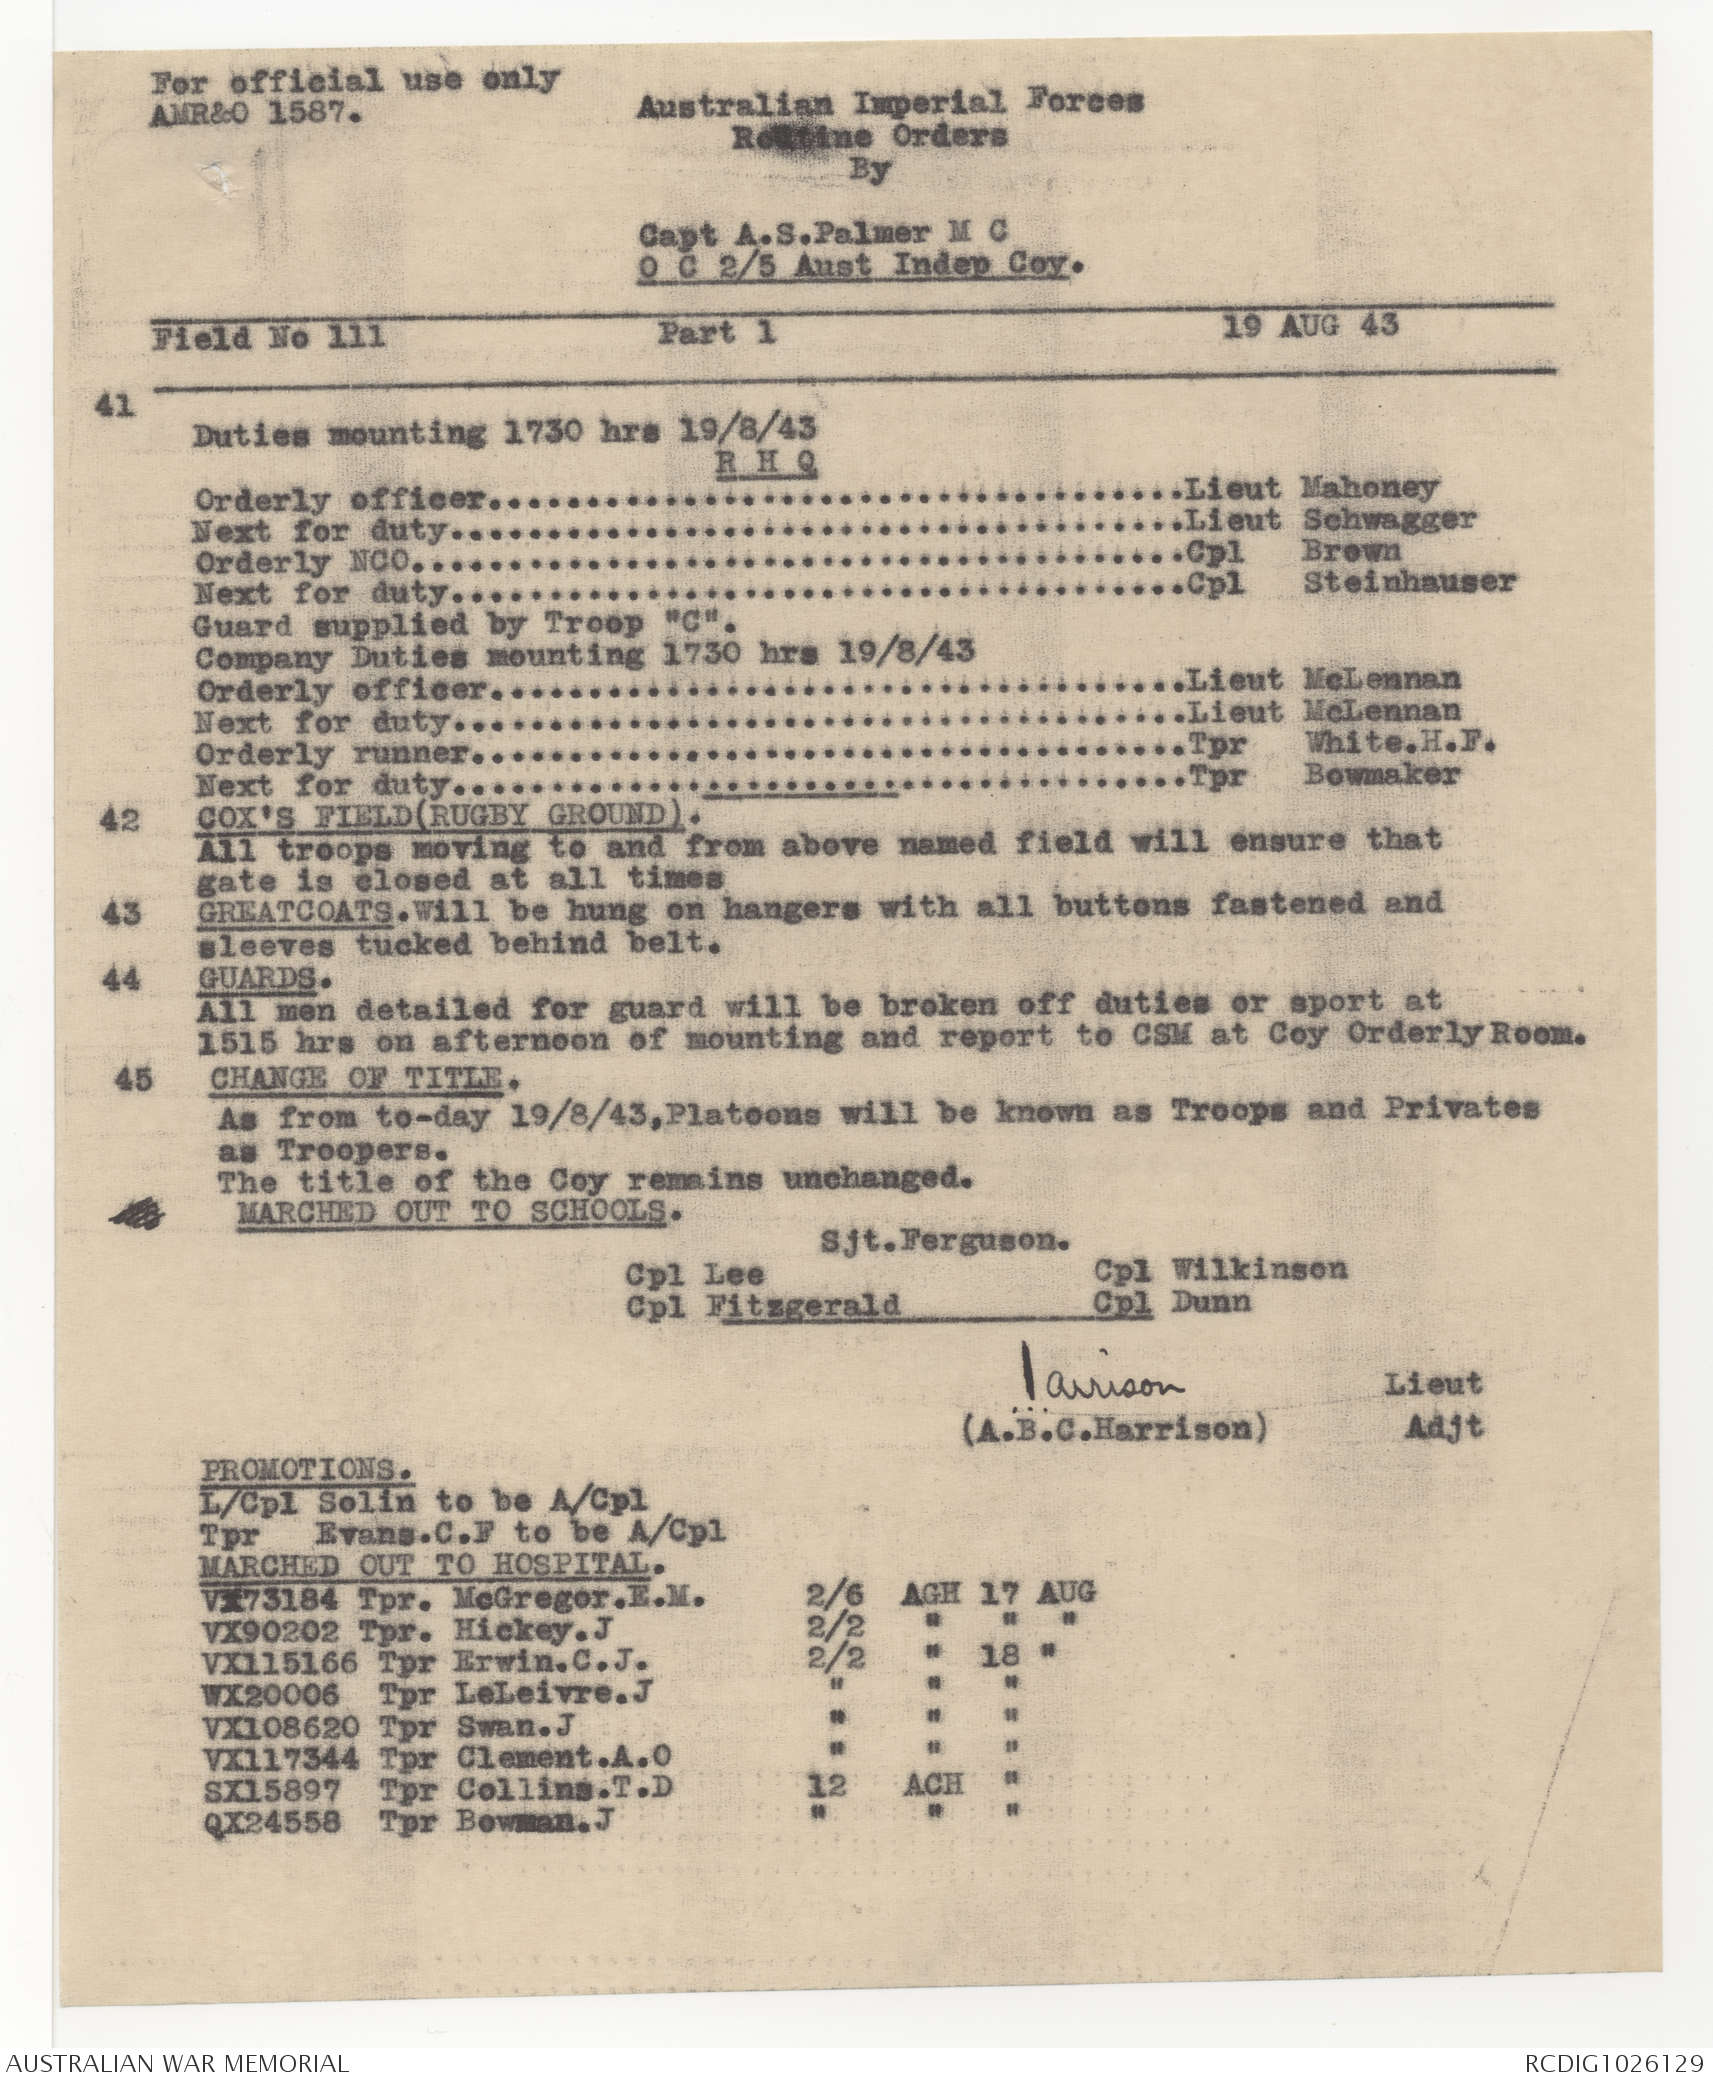 For official use only
AMR&O 1587.
Australian Imperial Forces
Routine Orders
By
Capt A.S.Palmer M C
O C 2/5 Aust Indep Coy.
Field No 111 Part 1 19 AUG 43
41
Duties mounting 1730 hrs 19/8/43
R H Q
Orderly officer....................................Lieut Mahoney
Next for duty......................................Lieut Schwagger
Orderly NCO........................................Cpl Brown
Next for duty......................................Cpl Steinhauser
Guard supplied by Troop "C".
Company Duties mounting 1730 hrs 19/8/43
Orderly officer....................................Lieut McLennan
Next for duty......................................Lieut McLennan
Orderly runner.....................................Tpr White.H.F.
Next for duty......................................Tpr Bowmaker
42 COX'S FIELD(RUGBY GROUND).
All troops moving to and from above named field will ensure that
gate is closed at all times
43 GREATCOATS.Will be hung on hangers with all buttons fastened and
sleeves tucked behind belt.
44 GUARDS.
All men detailed for guard will be broken off duties or sport at
1515 hrs on afternoon of mounting and report to CSM at Coy Orderly Room.
45 CHANGE OF TITLE.
As from to-day 19/8/43,Platoons will be known as Troops and Privates
as Troopers.
The title of the Coy remains unchanged.
MARCHED OUT TO SCHOOLS.
Sjt.Ferguson.
Cpl Lee Cpl Wilkinson
Cpl Fitzgerald Cpl Dunn
Harrison Lieut
(A.B.C.Harrison) Adjt
PROMOTIONS.
L/Cpl Solin to be A/Cpl
Tpr Evans.C.F to be A/Cpl
MARCHED OUT TO HOSPITAL.
VX73184 Tpr. McGregor.E.M. 2/6 AGH 17 AUG
VX90202 Tpr. Hickey.J 2/2 " " "
VX115166 Tpr Erwin.C.J. 2/2 " 18 "
WX20006 Tpr LeLeivre.J " " "
VX108620 Tpr Swan.J " " "
VX117344 Tpr Clement.A.O " " "
SX15897 Tpr Collins.T.D 12 ACH "
QX24558 Tpr Bowman.J " " "
AUSTRALIAN WAR MEMORIAL RCDIG1026129